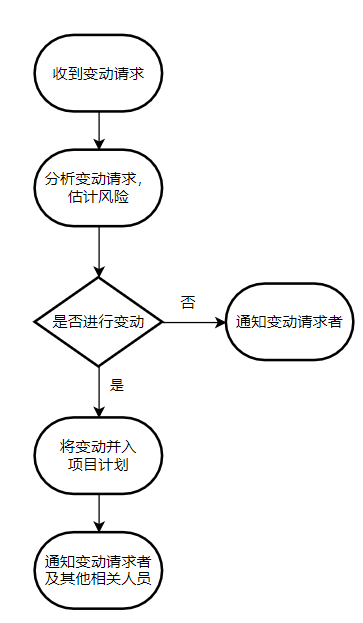 收到变动请求
分析变动请求，
估计风险
是否进行变动
否
通知变动请求者
是
将变动并入
项目计划
通知变动请求者
及其他相关人员